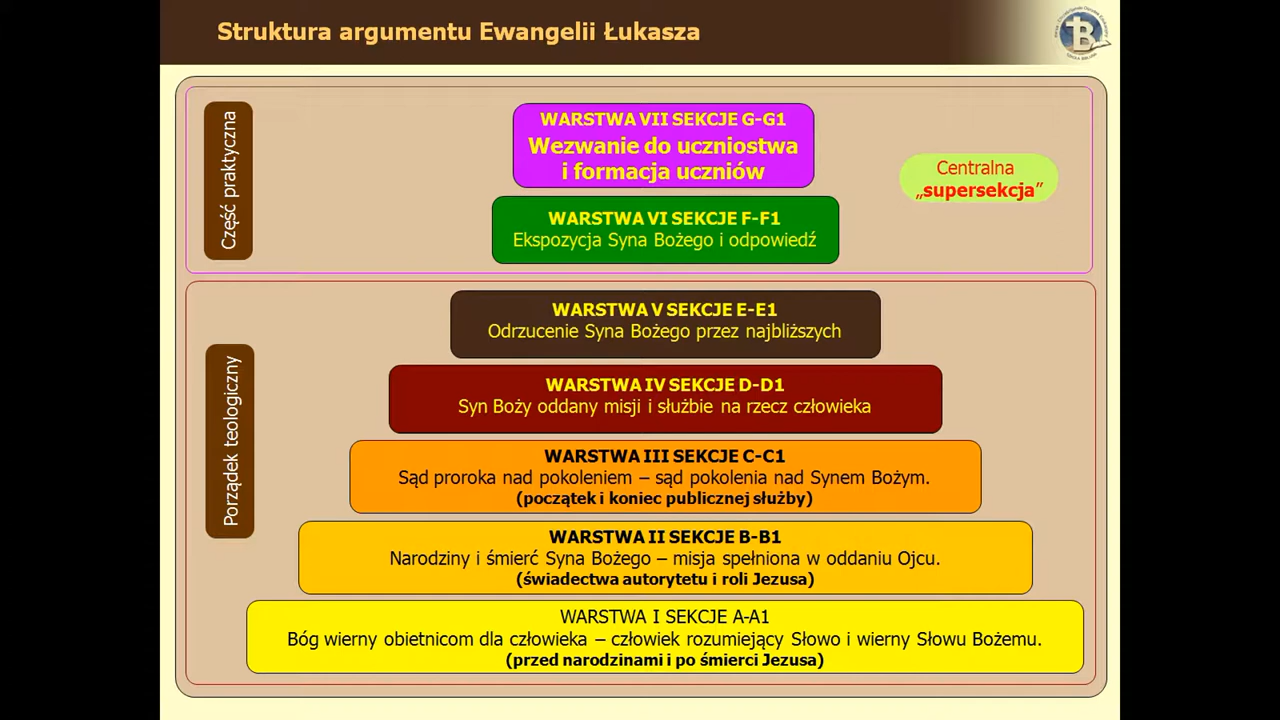 Struktura argumentu Ewangelii Łukasza
Część praktyczna
WARSTWA VII SEKCJE G-G1
Wezwanie do uczniostwa
i formacja uczniów
Centralna
„supersekcja”
WARSTWA VI SEKCJE F-F1
Ekspozycja Syna Bożego i odpowiedź
Porządek teologiczny
WARSTWA V SEKCJE E-E1
Odrzucenie Syna Bożego przez najbliższych
WARSTWA IV SEKCJE D-D1
Syn Boży oddany misji i służbie na rzecz człowieka
WARSTWA III SEKCJE C-C1
Sąd proroka nad pokoleniem – sąd pokolenia nad Synem Bożym.
(początek i koniec publicznej służby)
WARSTWA II SEKCJE B-B1
Narodziny i śmierć Syna Bożego – misja spełniona w oddaniu Ojcu.
(świadectwa autorytetu i roli Jezusa)
WARSTWA I SEKCJE A-A1
Bóg wierny obietnicom dla człowieka – człowiek rozumiejący Słowo i wierny Słowu Bożemu.
(przed narodzinami i po śmierci Jezusa)